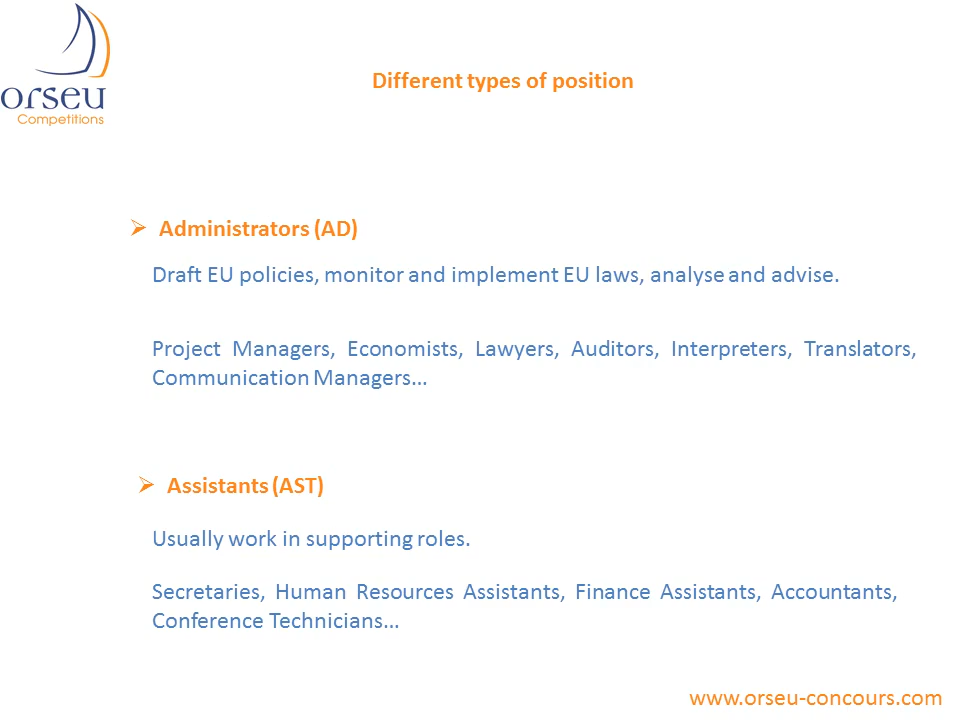 orseu
Competitions
Different types of position
Administrators (AD)
Draft EU policies, monitor and implement EU laws, analyse and advise.
Project Managers, Economists, Lawyers, Auditors, Interpreters, Translators,
Communication Managers…
Assistants (AST)
Usually work in supporting roles.
Secretaries, Human Resources Assistants, Finance Assistants, Accountants,
Conference Technicians…
www.orseu-concours.com